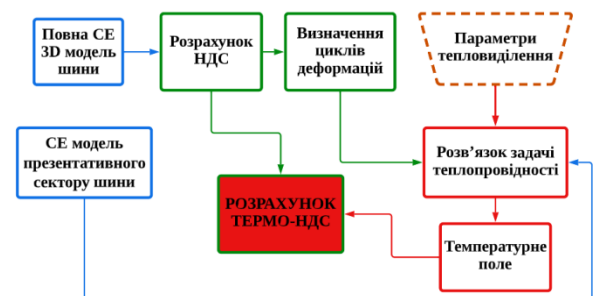 Повна СЕ
3D модель
шини
Розрахунок
НДС
Визначення
циклів
деформацій
Параметри
тепловиділення
СЕ модель
презентативного
сектору шини
Розв’язок задачі
теплопровідності
РОЗРАХУНОК
ТЕРМО-НДС
Температурне
поле